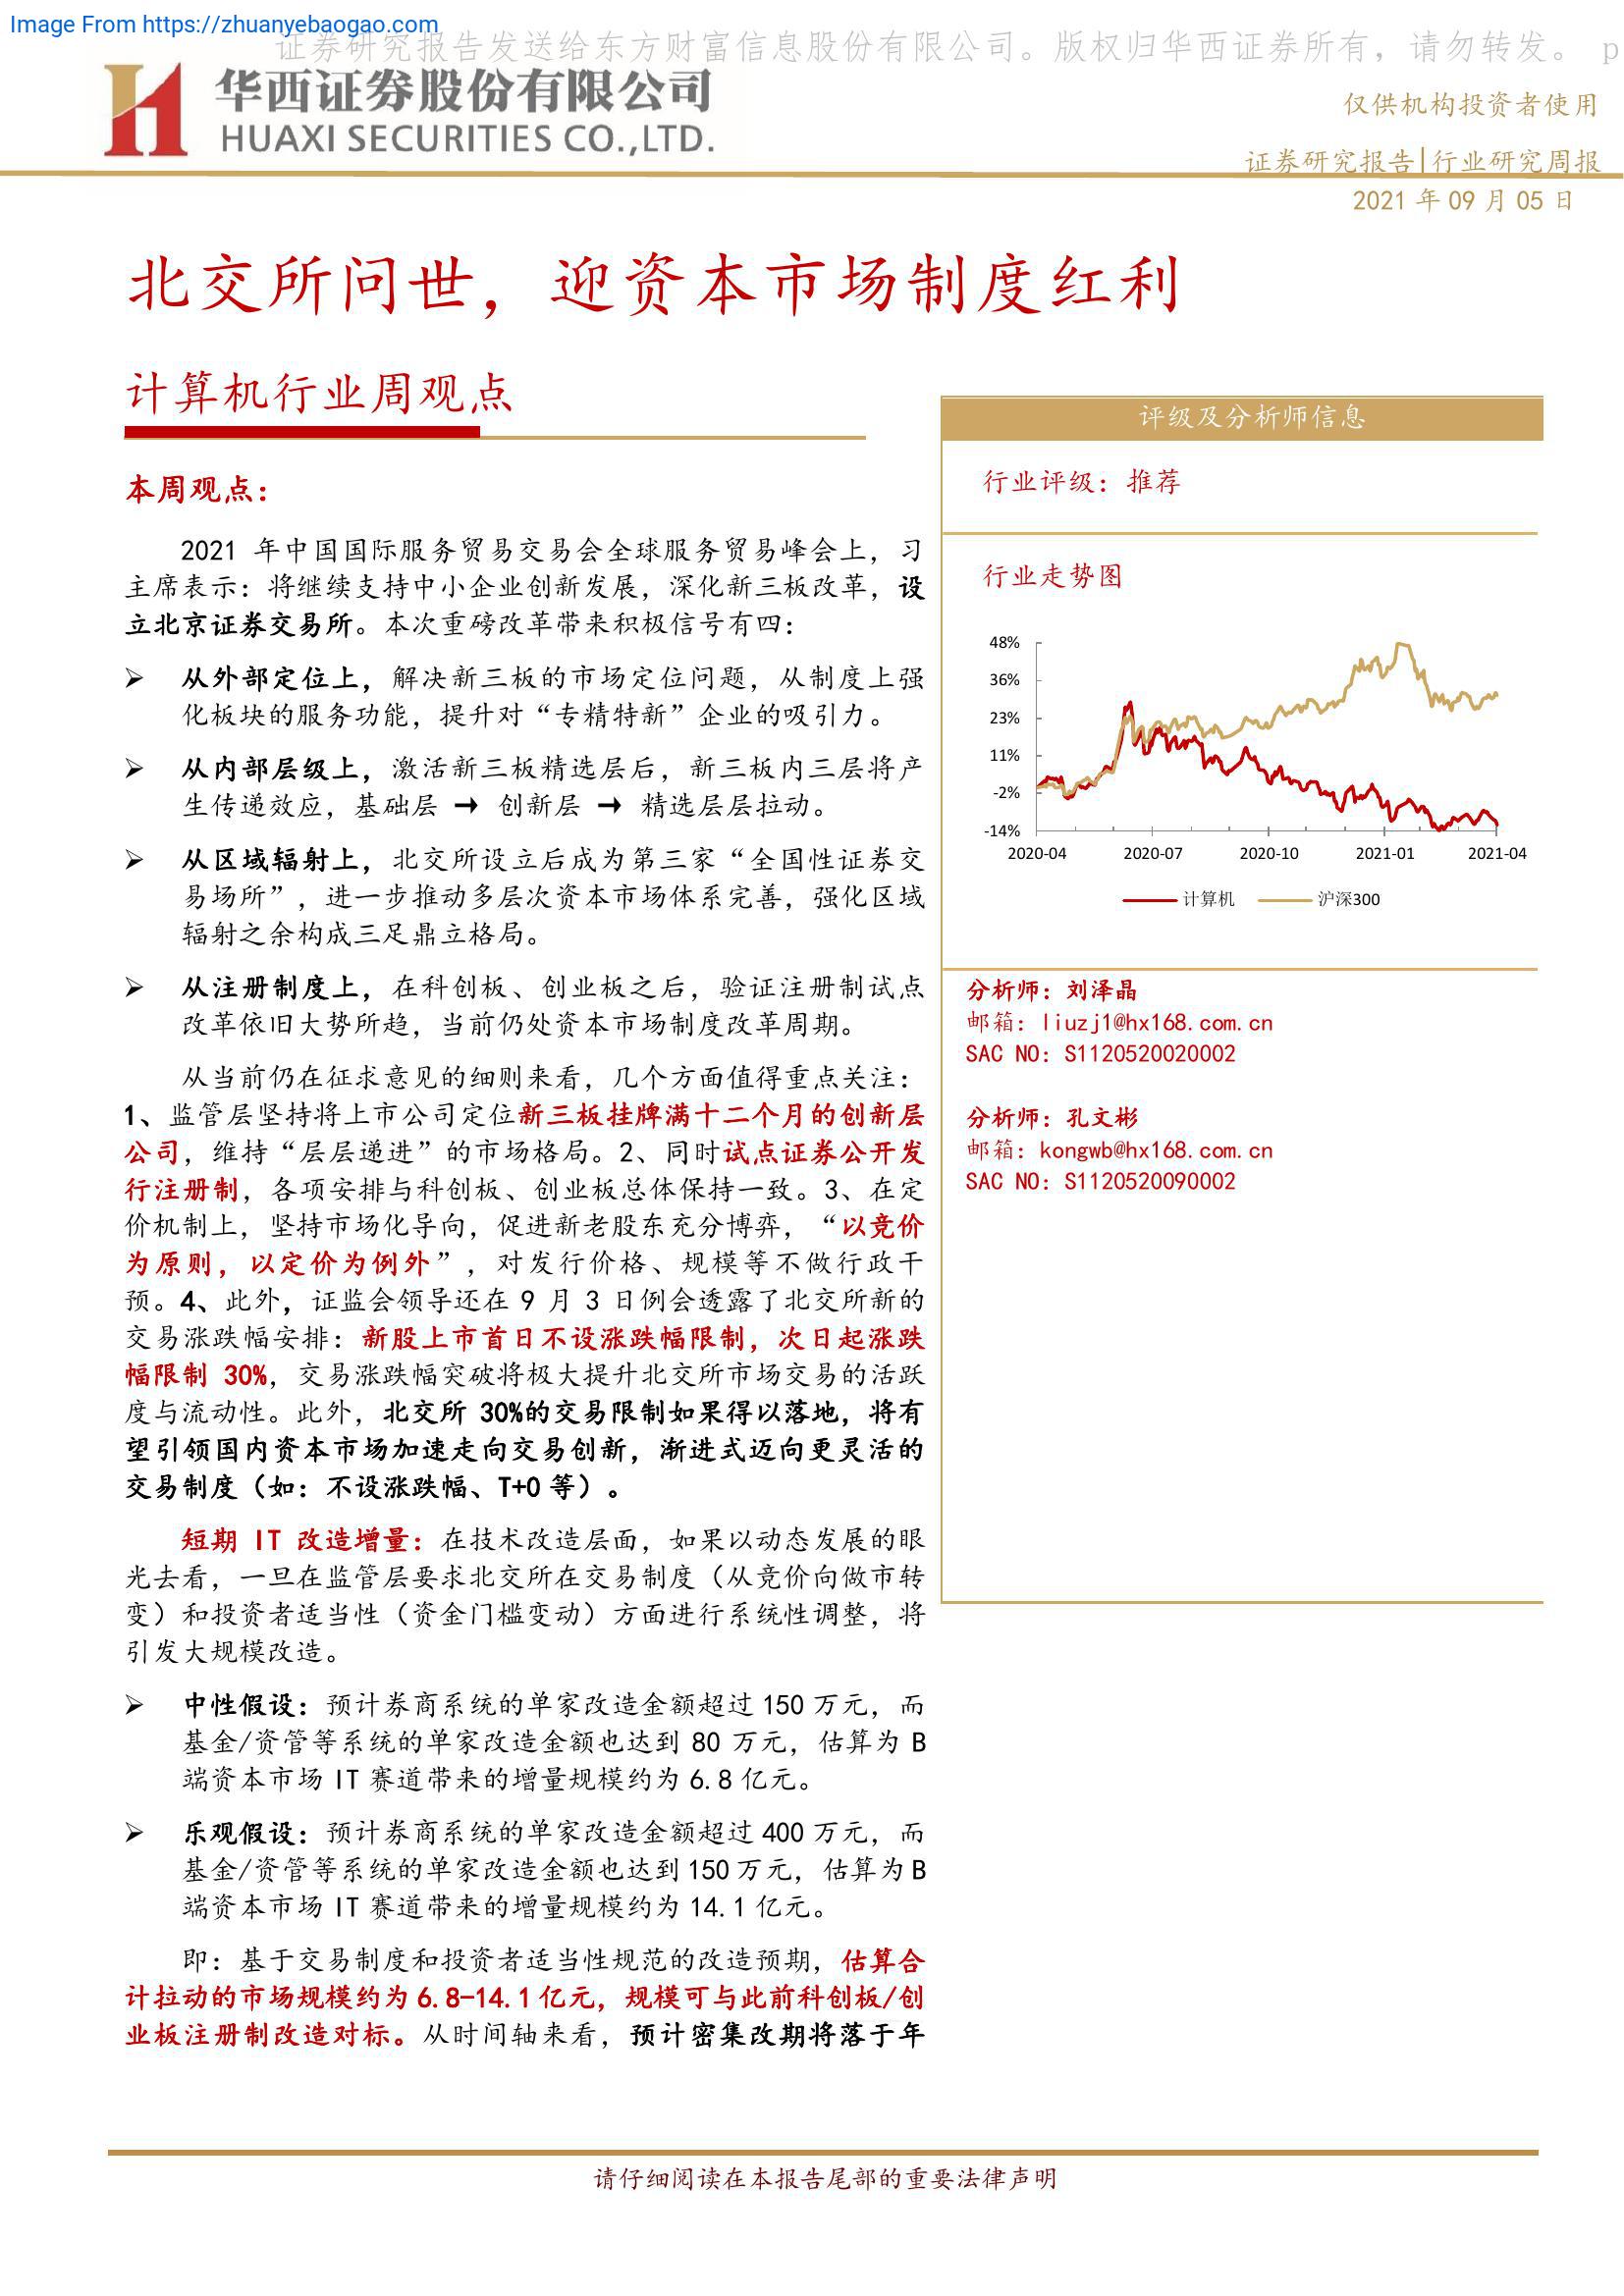 Image From https://zhuanyebaogao.com
证券研究报告发送给东方财富信息股份有限公司。版权归华西证券所有，请勿转发。 p
华西证券股份有限公司
HUAXI SECURITIES CO.,LTD.
仅供机构投资者使用
证券研究报告|行业研究周报
2021 年 09 月 05 日
北交所问世，迎资本市场制度红利
计算机行业周观点
本周观点：
2021 年中国国际服务贸易交易会全球服务贸易峰会上，习
主席表示：将继续支持中小企业创新发展，深化新三板改革，设
立北京证券交易所。本次重磅改革带来积极信号有四：
➢ 从外部定位上，解决新三板的市场定位问题，从制度上强
化板块的服务功能，提升对“专精特新”企业的吸引力。
➢ 从内部层级上，激活新三板精选层后，新三板内三层将产
生传递效应，基础层 → 创新层 → 精选层层拉动。
➢ 从区域辐射上，北交所设立后成为第三家“全国性证券交
易场所”，进一步推动多层次资本市场体系完善，强化区域
辐射之余构成三足鼎立格局。
➢ 从注册制度上，在科创板、创业板之后，验证注册制试点
改革依旧大势所趋，当前仍处资本市场制度改革周期。
从当前仍在征求意见的细则来看，几个方面值得重点关注：
1、监管层坚持将上市公司定位新三板挂牌满十二个月的创新层
公司，维持“层层递进”的市场格局。2、同时试点证券公开发
行注册制，各项安排与科创板、创业板总体保持一致。3、在定
价机制上，坚持市场化导向，促进新老股东充分博弈，“以竞价
为原则，以定价为例外”，对发行价格、规模等不做行政干
预。4、此外，证监会领导还在 9 月 3 日例会透露了北交所新的
交易涨跌幅安排：新股上市首日不设涨跌幅限制，次日起涨跌
幅限制 30%，交易涨跌幅突破将极大提升北交所市场交易的活跃
度与流动性。此外，北交所 30%的交易限制如果得以落地，将有
望引领国内资本市场加速走向交易创新，渐进式迈向更灵活的
交易制度（如：不设涨跌幅、T+0 等）。
短期 IT 改造增量：在技术改造层面，如果以动态发展的眼
光去看，一旦在监管层要求北交所在交易制度（从竞价向做市转
变）和投资者适当性（资金门槛变动）方面进行系统性调整，将
引发大规模改造。
➢ 中性假设：预计券商系统的单家改造金额超过 150 万元，而
基金/资管等系统的单家改造金额也达到 80 万元，估算为 B
端资本市场 IT 赛道带来的增量规模约为 6.8 亿元。
➢ 乐观假设：预计券商系统的单家改造金额超过 400 万元，而
基金/资管等系统的单家改造金额也达到 150 万元，估算为 B
端资本市场 IT 赛道带来的增量规模约为 14.1 亿元。
即：基于交易制度和投资者适当性规范的改造预期，估算合
计拉动的市场规模约为 6.8-14.1 亿元，规模可与此前科创板/创
业板注册制改造对标。从时间轴来看，预计密集改期将落于年
评级及分析师信息
行业评级：推荐
行业走势图
48%
36%
23%
11%
-2%
-14%
2020-04 2020-07 2020-10 2021-01 2021-04
计算机 沪深300
分析师：刘泽晶
邮箱：liuzj1@hx168.com.cn
SAC NO：S1120520020002
分析师：孔文彬
邮箱：kongwb@hx168.com.cn
SAC NO：S1120520090002
请仔细阅读在本报告尾部的重要法律声明